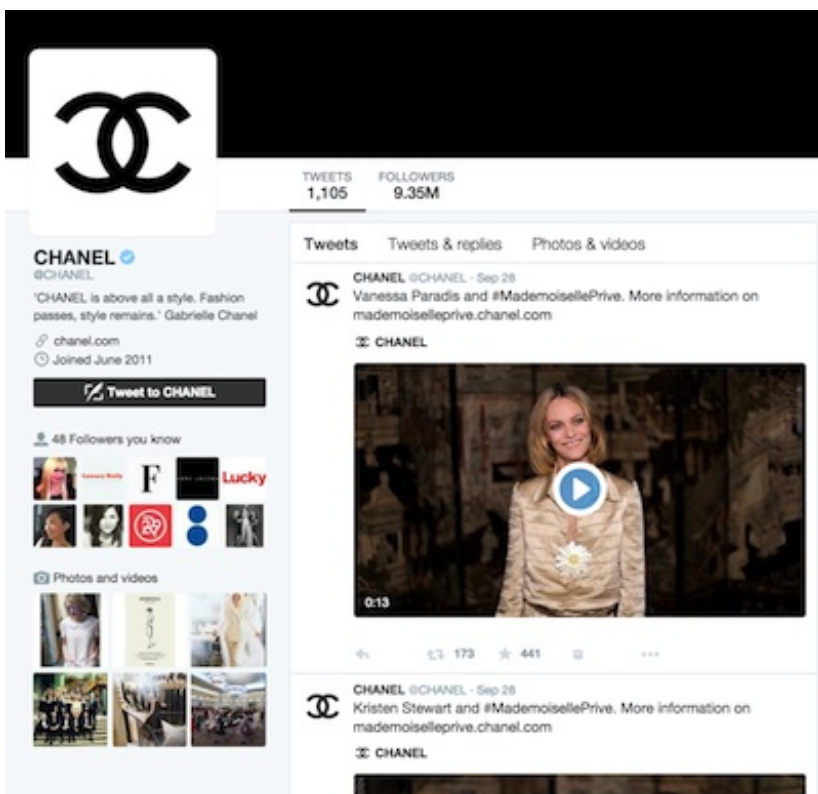 TWEETS
1,105
FOLLOWERS
9.35M
CHANEL
@CHANEL
'CHANEL is above all a style. Fashion
passes, style remains.' Gabrielle Chanel
chanel.com
Joined June 2011
Tweet to CHANEL
48 Followers you know
F
Lucky
Photos and videos
Tweets Tweets & replies Photos & videos
CHANEL @CHANEL · Sep 28
Vanessa Paradis and #MademoisellePrive. More information on
mademoiselleprive.chanel.com
CHANEL
0:13
173 441
CHANEL @CHANEL · Sep 28
Kristen Stewart and #MademoisellePrive. More information on
mademoiselleprive.chanel.com
CHANEL